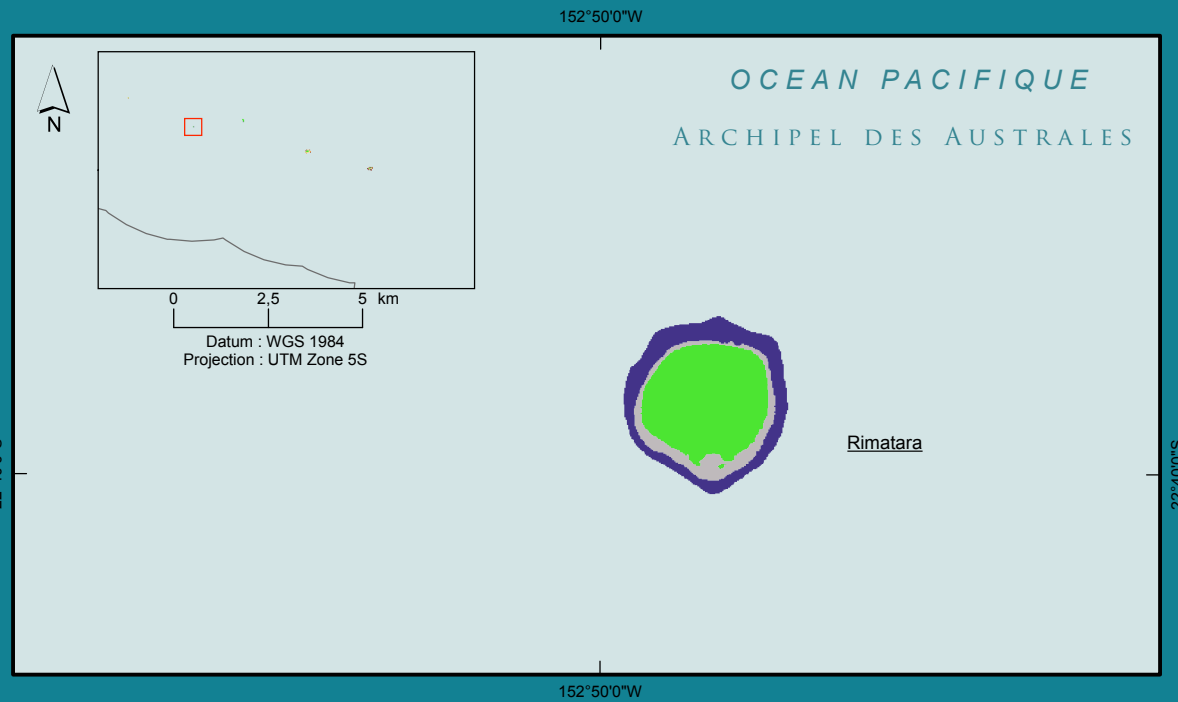 152°50'0"W
OCEAN PACIFIQUE
ARCHIPEL DES AUSTRALES
N
0 2,5 5 km
Datum : WGS 1984
Projection : UTM Zone 5S
Rimatara
152°50'0"W